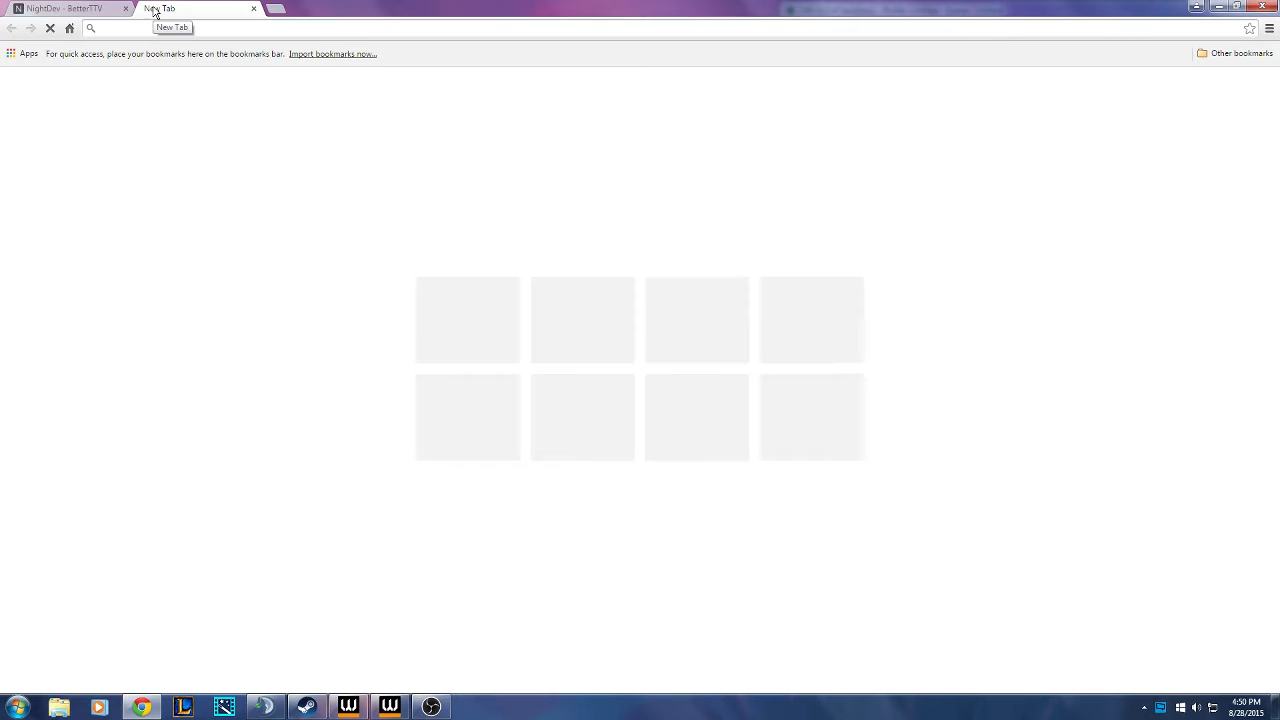 NightDev - BetterTTV
New Tab
New Tab
Apps
For quick access, place your bookmarks here on the bookmarks bar.
Import bookmarks now...
Other bookmarks
4:50 PM
8/28/2015